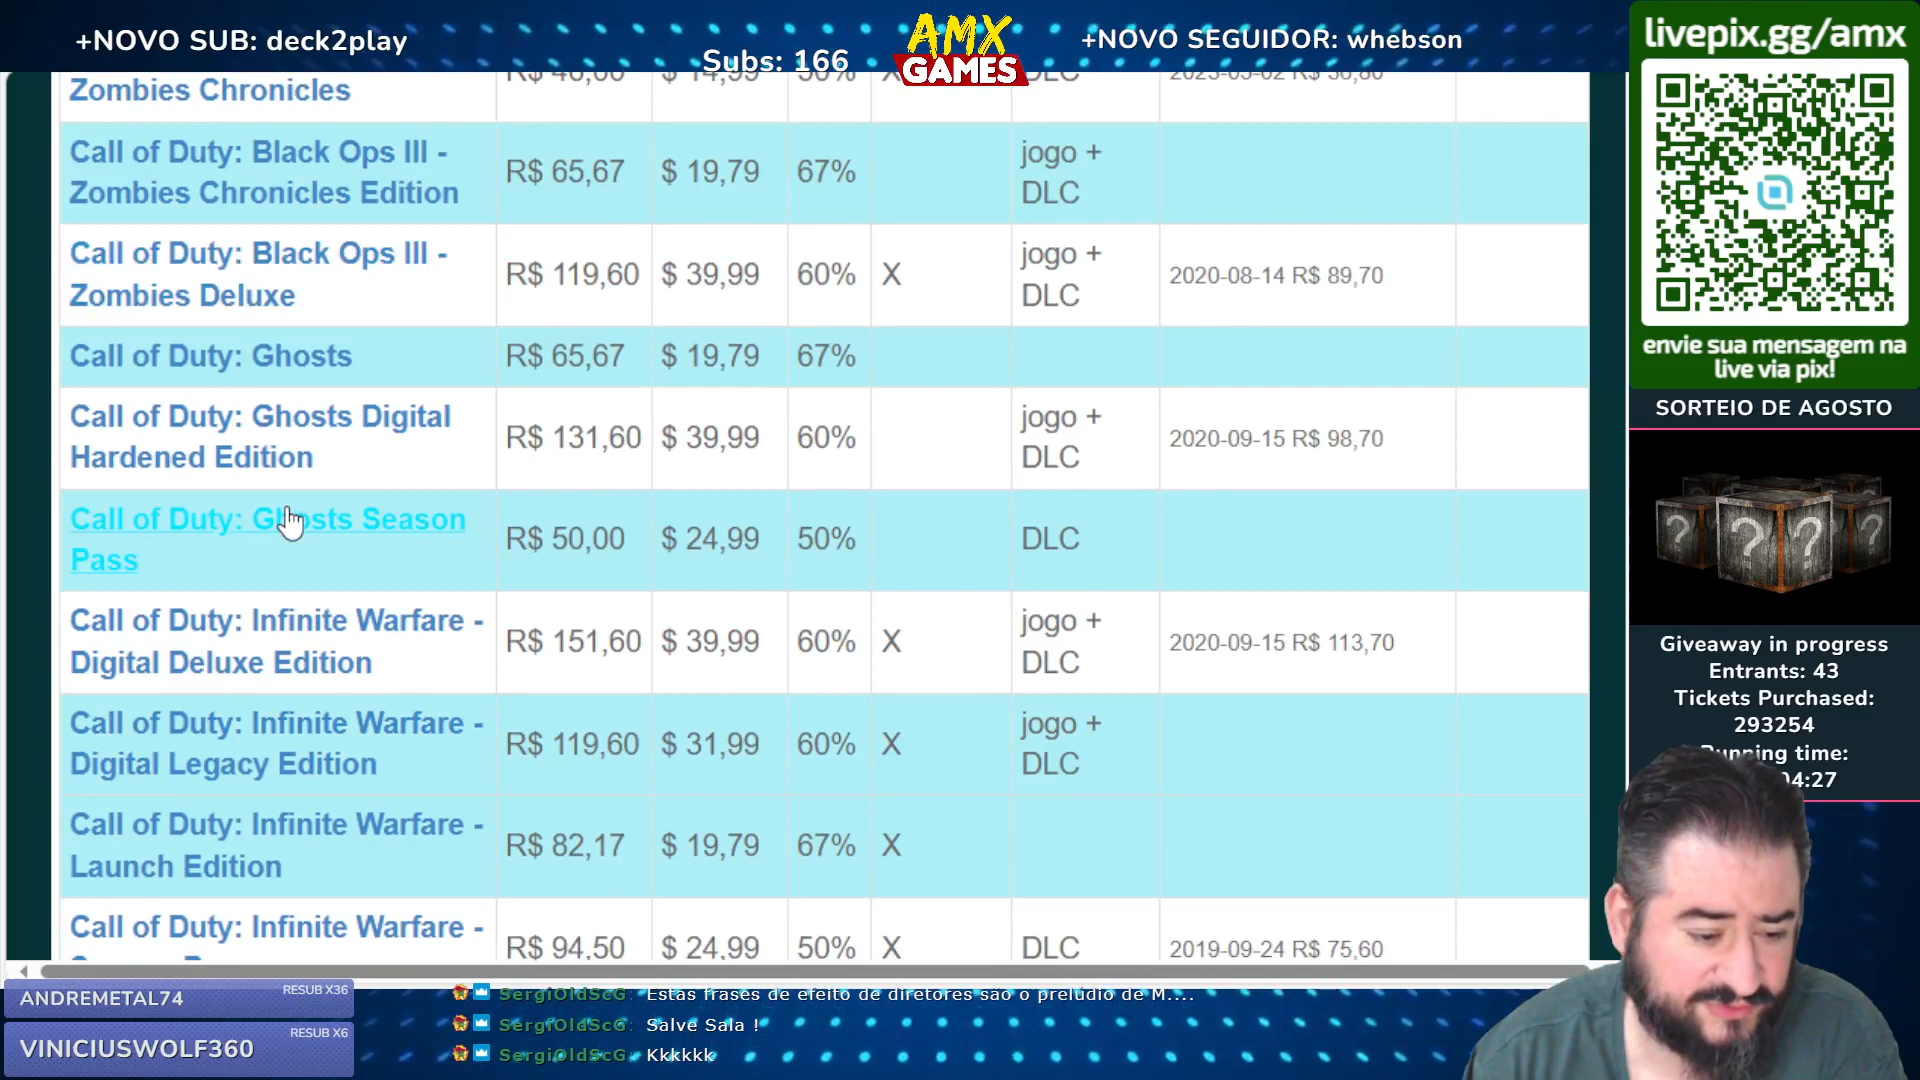 +NOVO SUB: deck2play
Subs: 166
AMX
GAMES
+NOVO SEGUIDOR: whebson
livepix.gg/amx
envie sua mensagem na
live via pix!
SORTEIO DE AGOSTO
Giveaway in progress
Entrants: 43
Tickets Purchased:
293254
time:
04:27
Zombies Chronicles
DLC
Call of Duty: Black Ops III -
Zombies Chronicles Edition
R$ 65,67 $ 19,79 67%
jogo +
DLC
Call of Duty: Black Ops III -
Zombies Deluxe
R$ 119,60 $ 39,99 60% X
jogo +
DLC
2020-08-14 R$ 89,70
Call of Duty: Ghosts R$ 65,67 $ 19,79 67%
Call of Duty: Ghosts Digital
Hardened Edition
R$ 131,60 $ 39,99 60%
jogo +
DLC
2020-09-15 R$ 98,70
Call of Duty: Ghosts Season
Pass
R$ 50,00 $ 24,99 50% DLC
Call of Duty: Infinite Warfare -
Digital Deluxe Edition
R$ 151,60 $ 39,99 60% X
jogo +
DLC
2020-09-15 R$ 113,70
Call of Duty: Infinite Warfare -
Digital Legacy Edition
R$ 119,60 $ 31,99 60% X
jogo +
DLC
Call of Duty: Infinite Warfare -
Launch Edition
R$ 82,17 $ 19,79 67% X
Call of Duty: Infinite Warfare -
R$ 94,50 $ 24,99 50% X DLC 2019-09-24 R$ 75,60
ANDREMETAL74 RESUB X36
VINICIUSWOLF360 RESUB X6
SergiOldScG: Estas frases de efeito de diretores são o prelúdio de M....
SergiOldScG: Salve Sala !
SergiOldScG: Kkkkkk